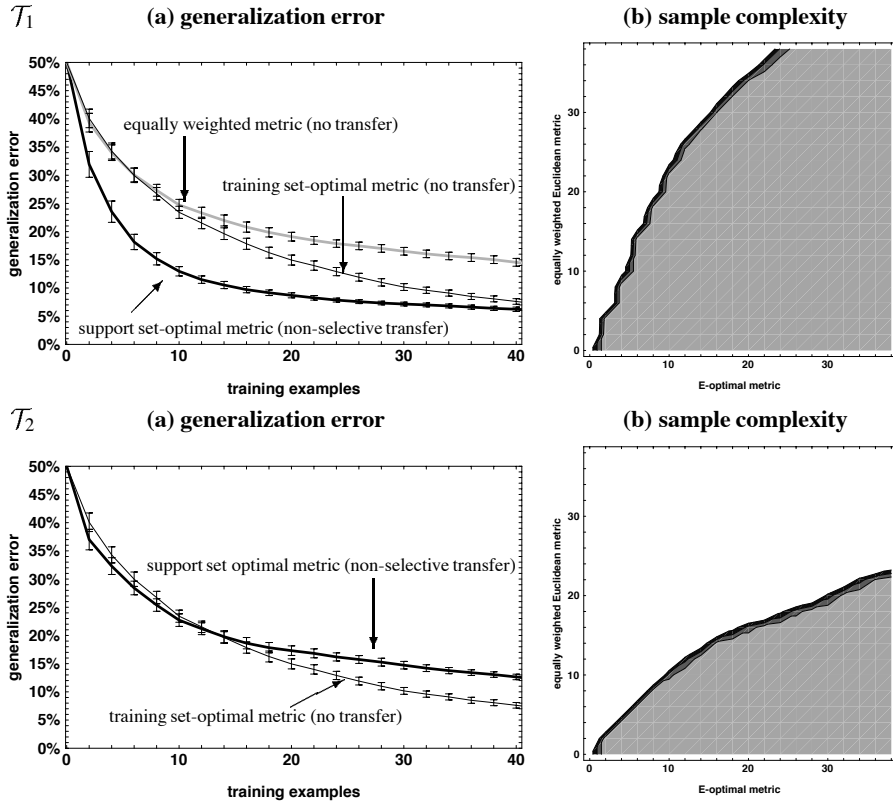 𝒯1
(a) generalization error
(b) sample complexity
50%
45%
40%
35%
30%
25%
20%
15%
10%
5%
0%
generalization error
equally weighted metric (no transfer)
training set-optimal metric (no transfer)
support set-optimal metric (non-selective transfer)
0 10 20 30 40
training examples
equally weighted Euclidean metric
30
20
10
0
0 10 20 30
E-optimal metric
𝒯2
(a) generalization error
(b) sample complexity
50%
45%
40%
35%
30%
25%
20%
15%
10%
5%
0%
generalization error
support set optimal metric (non-selective transfer)
training set-optimal metric (no transfer)
0 10 20 30 40
training examples
equally weighted Euclidean metric
30
20
10
0
0 10 20 30
E-optimal metric